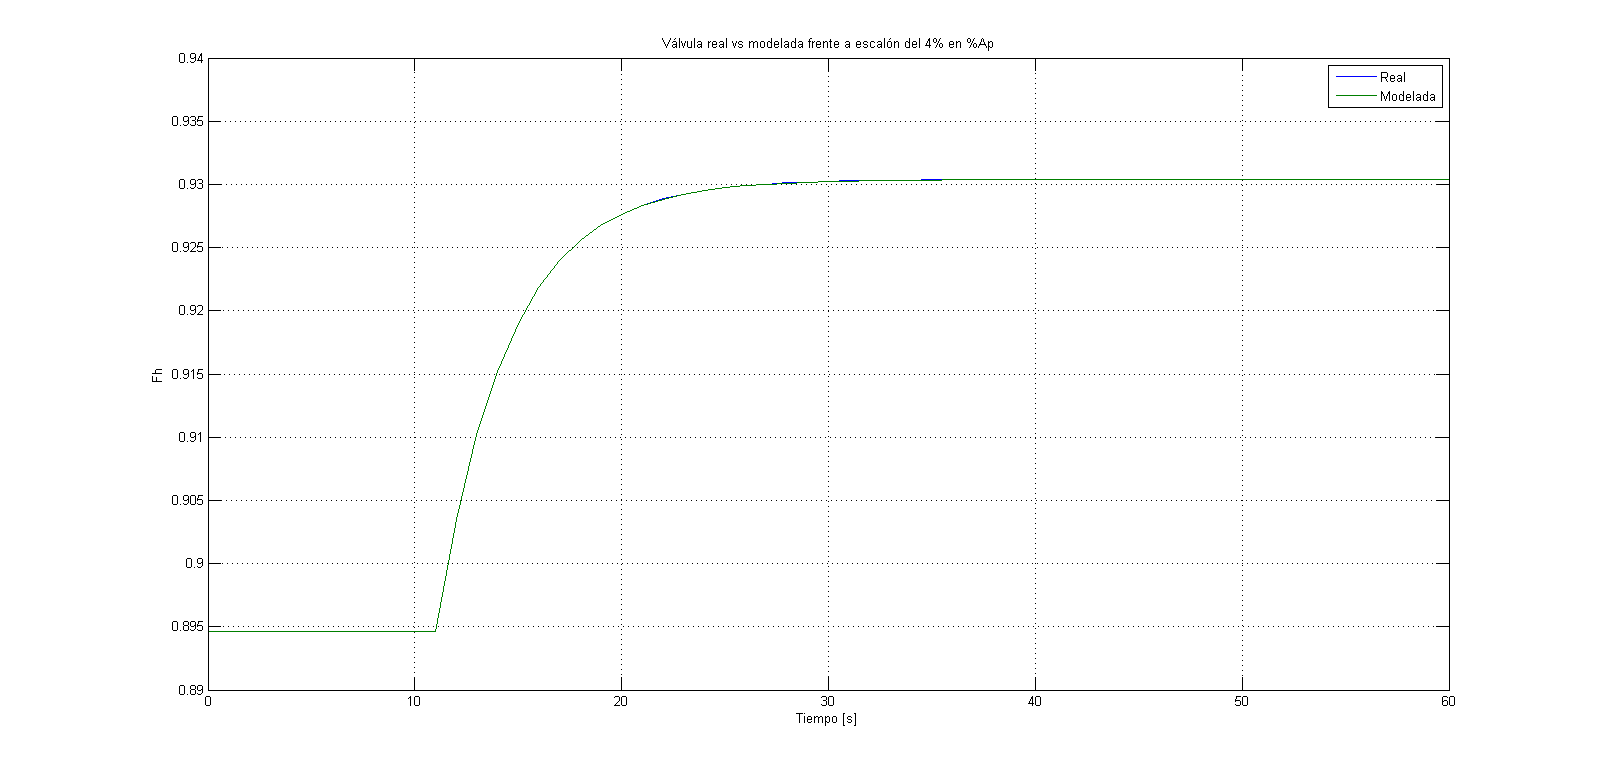 Válvula real vs modelada frente a escalón del 4% en %Ap
0.94
0.935
0.93
0.925
0.92
0.915
0.91
0.905
0.9
0.895
0.89
Fh
Real
Modelada
0 10 20 30 40 50 60
Tiempo [s]